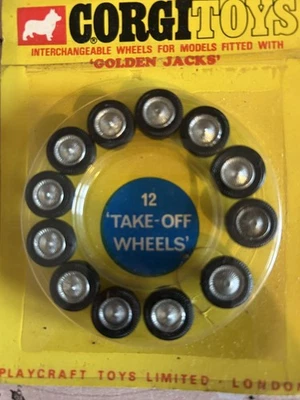 CORGI TOYS
®
INTERCHANGEABLE WHEELS FOR MODELS FITTED WITH
'GOLDEN JACKS'
12
'TAKE-OFF
WHEELS'
PLAYCRAFT TOYS LIMITED · LONDON